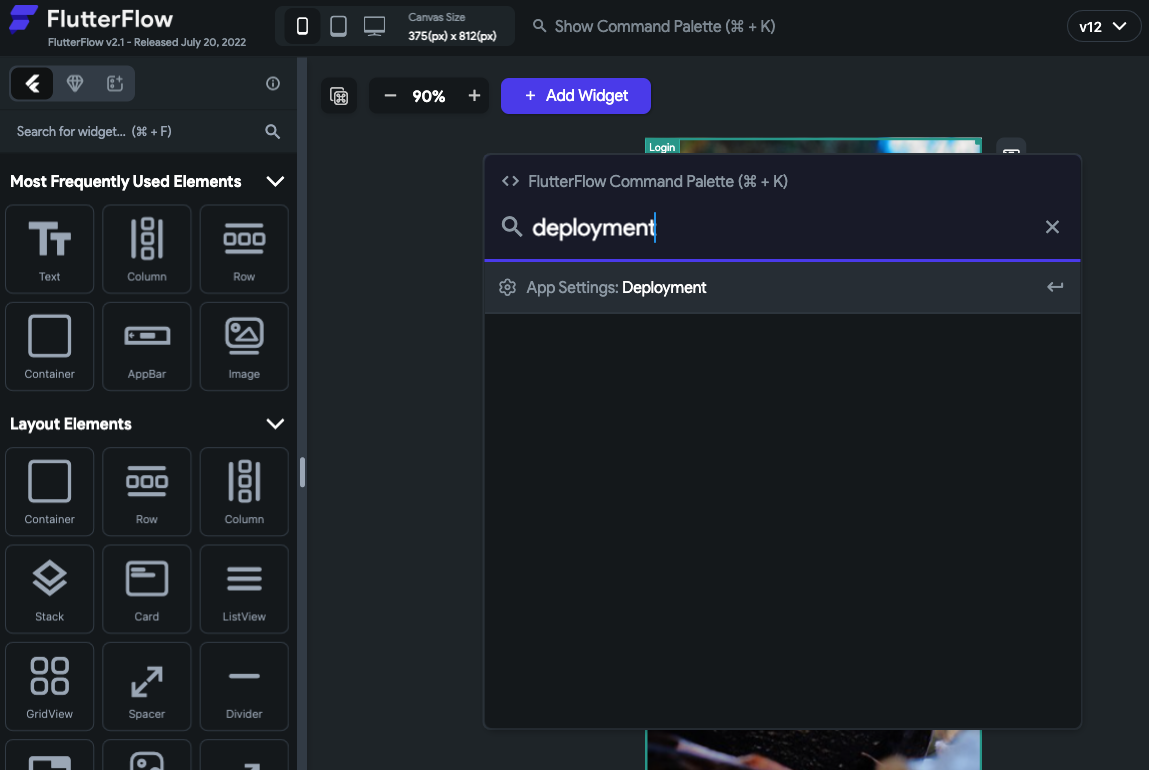 FlutterFlow
FlutterFlow v2.1 - Released July 20, 2022
Canvas Size
375(px) x 812(px)
Show Command Palette (⌘ + K)
v12
90%
+ Add Widget
Search for widget... (⌘ + F)
Most Frequently Used Elements
Text
Column
Row
Container
AppBar
Image
Layout Elements
Container
Row
Column
Stack
Card
ListView
GridView
Spacer
Divider
Login
FlutterFlow Command Palette (⌘ + K)
deployment
App Settings: Deployment